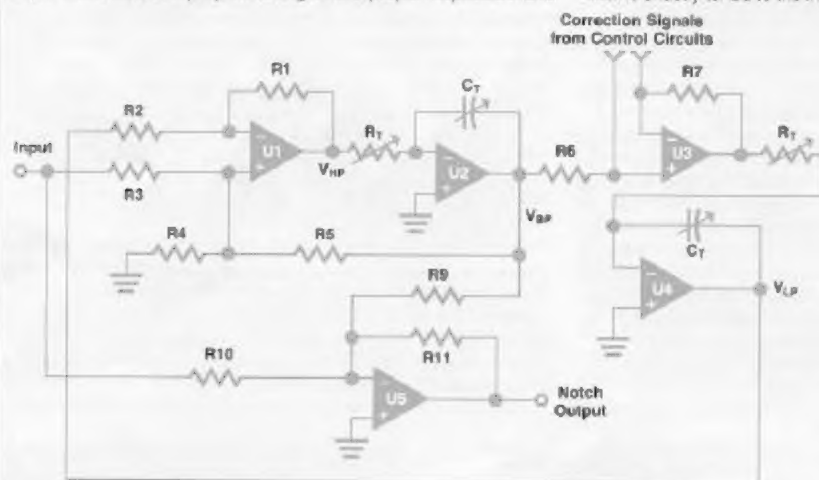 Correction Signals
from Control Circuits
R1
R7
CT
R2
RT
RT
Input
U1
R6
U3
VHP
U2
R3
VBP
R4
R5
CT
R9
U4
VLP
R11
R10
Notch
Output
U5